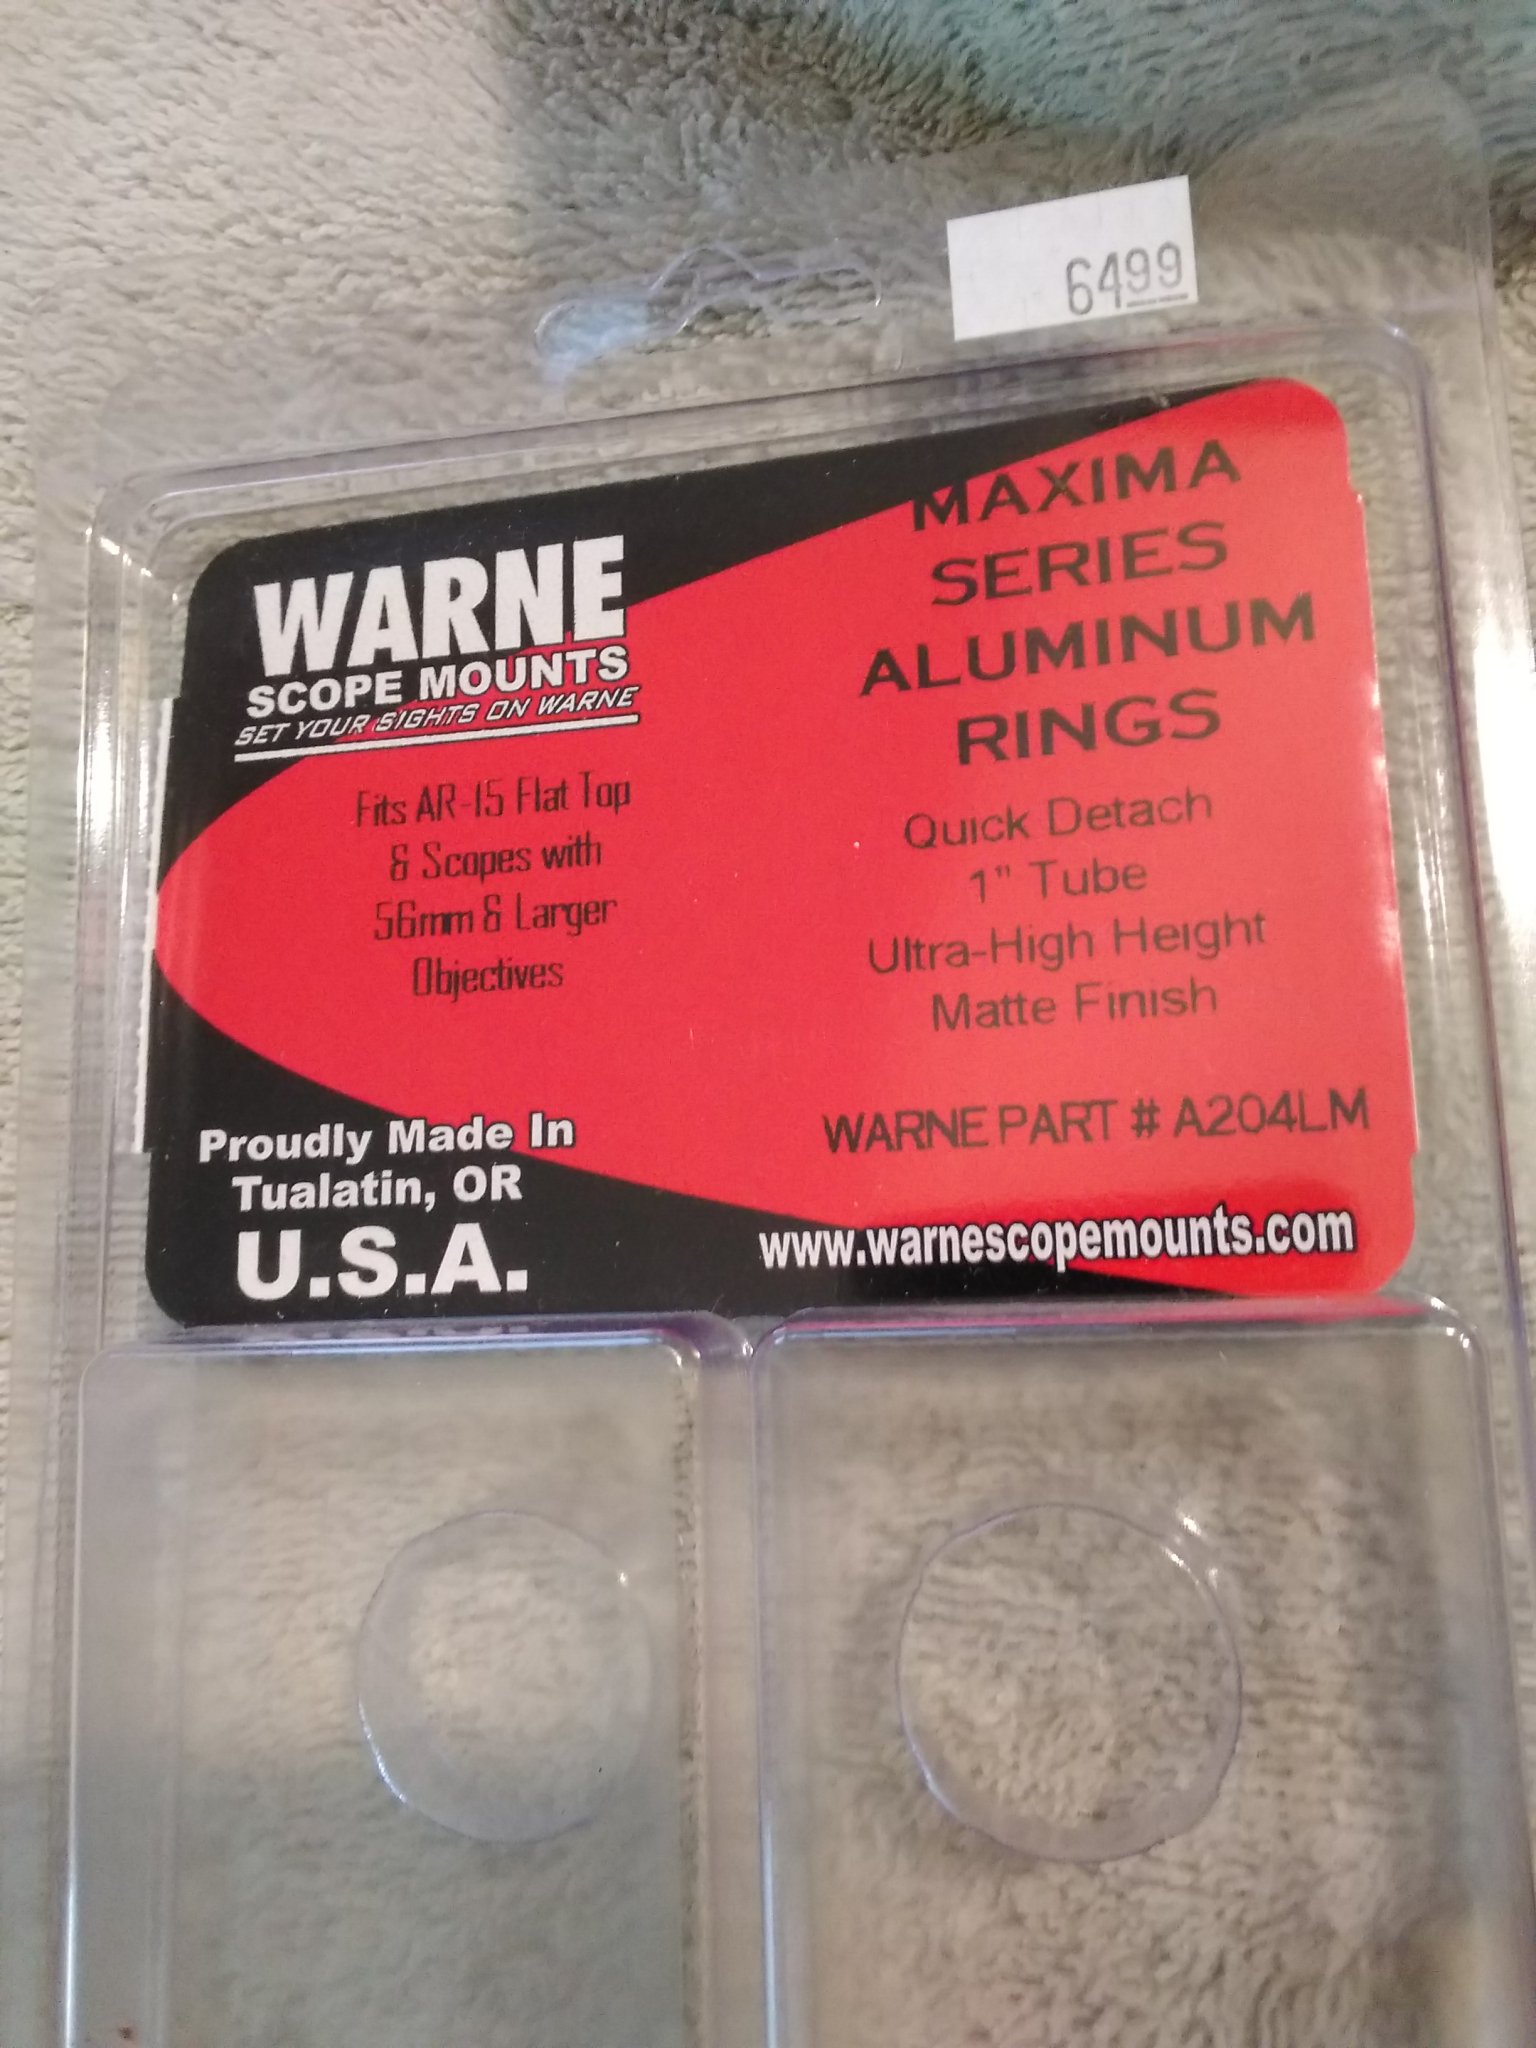 6499
WARNE
SCOPE MOUNTS
SET YOUR SIGHTS ON WARNE
Fits AR-15 Flat Top
& Scopes with
56mm & Larger
Objectives
Proudly Made In
Tualatin, OR
U.S.A.
MAXIMA
SERIES
ALUMINUM
RINGS
Quick Detach
1" Tube
Ultra-High Height
Matte Finish
WARNE PART # A204LM
www.warnescopemounts.com